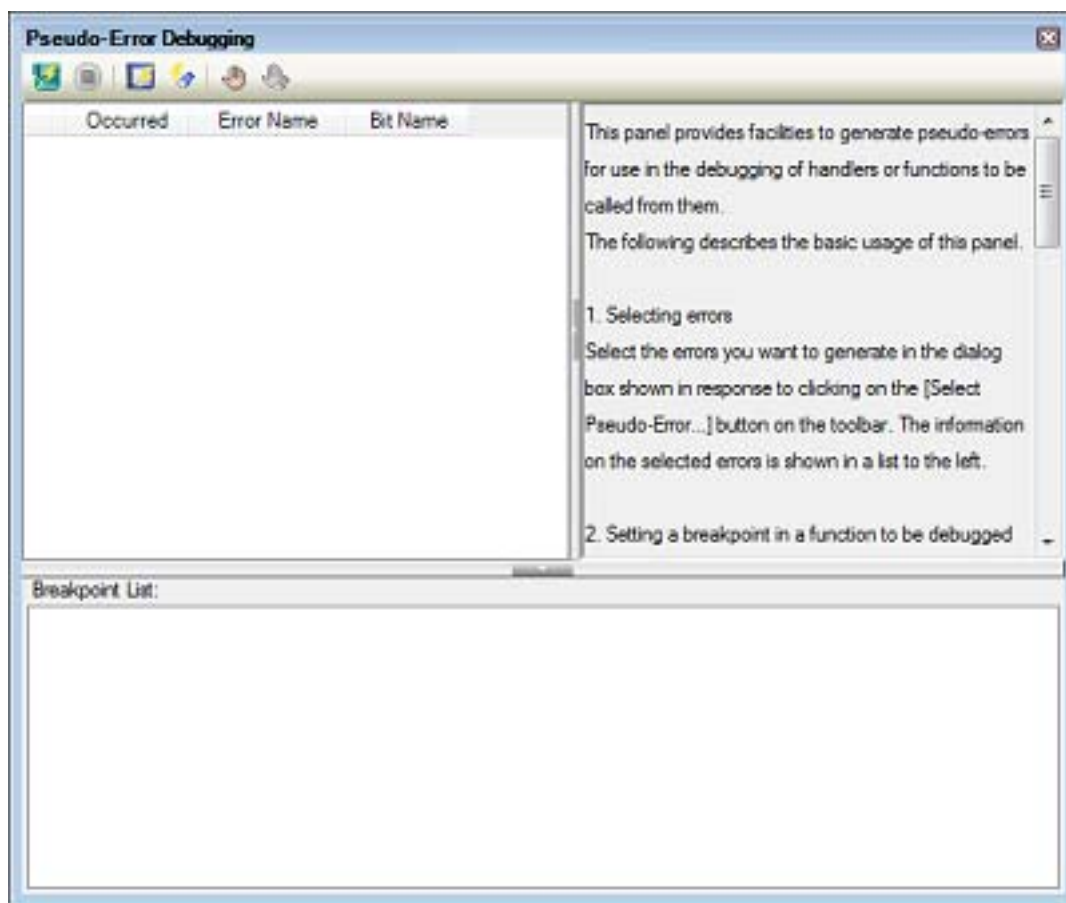 Pseudo-Error Debugging
Occurred Error Name Bit Name
This panel provides facilities to generate pseudo-errors
for use in the debugging of handlers or functions to be
called from them.
The following describes the basic usage of this panel.
1. Selecting errors
Select the errors you want to generate in the dialog
box shown in response to clicking on the [Select
Pseudo-Error...] button on the toolbar. The information
on the selected errors is shown in a list to the left.
2. Setting a breakpoint in a function to be debugged
Breakpoint List: